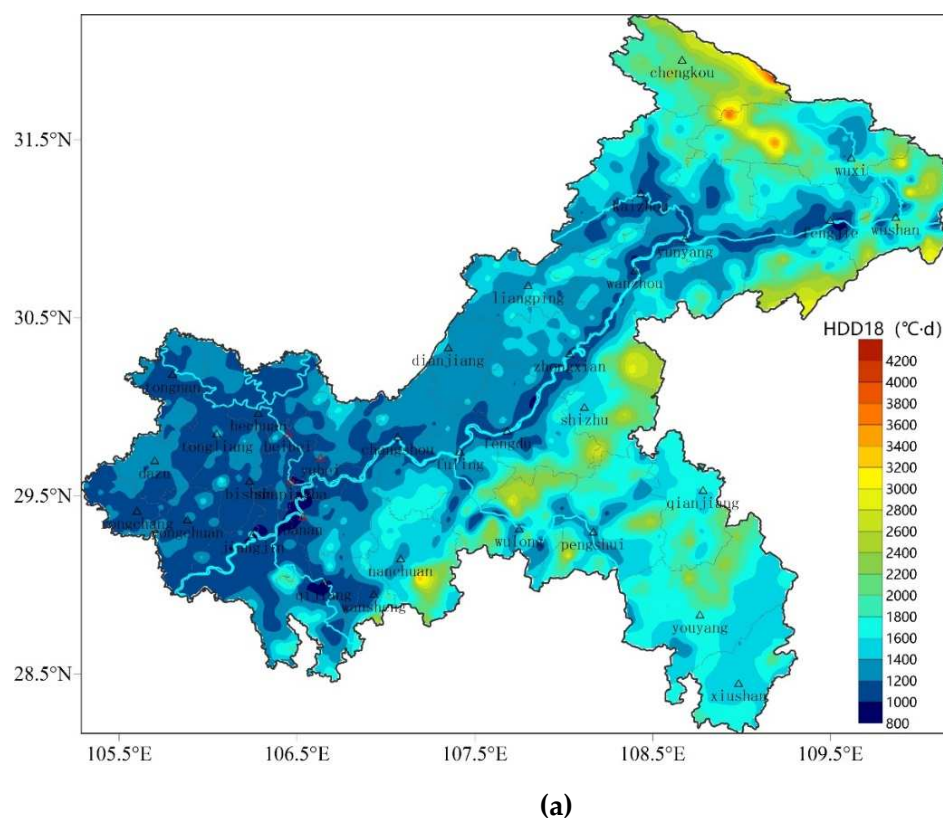 chengkou
31.5°N
wuxi
wushan
fengjie
yunyang
wanzhou
30.5°N
liangping
HDD18 (°C·d)
dianjiang
zhongxian
4200
4000
3800
3600
3400
3200
3000
2800
2600
2400
2200
2000
1800
1600
1400
1200
1000
800
shizhu
tongliang
beibei
fengdu
fuling
dazu
29.5°N
qianjiang
wulong
pengshui
nanchuan
qijiang
wansheng
youyang
28.5°N
xiushan
105.5°E
106.5°E
107.5°E
108.5°E
109.5°E
(a)